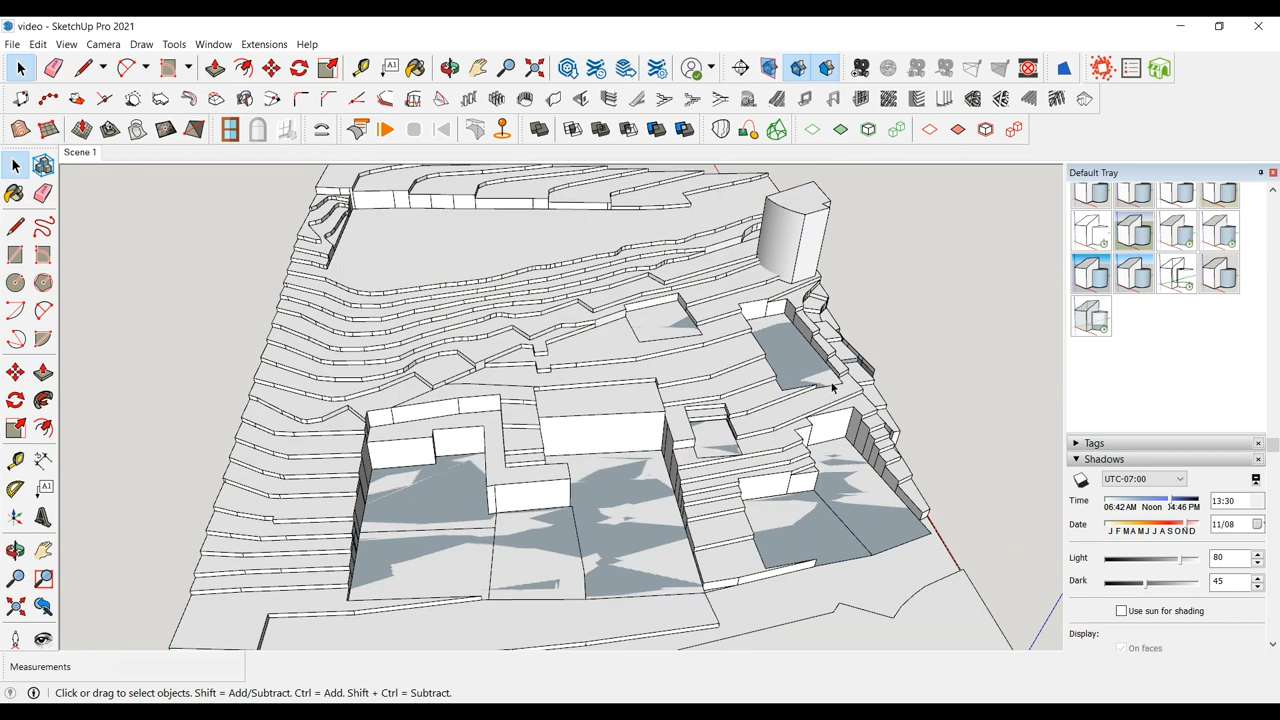 video - SketchUp Pro 2021
File Edit View Camera Draw Tools Window Extensions Help
A1
Scene 1
Default Tray
A1
Tags
Shadows
UTC-07:00
Time
13:30
06:42 AM Noon 04:46 PM
Date
11/08
J F M A M J J A S O N D
Light 80
Dark 45
Use sun for shading
Display:
On faces
Measurements
Click or drag to select objects. Shift = Add/Subtract. Ctrl = Add. Shift + Ctrl = Subtract.